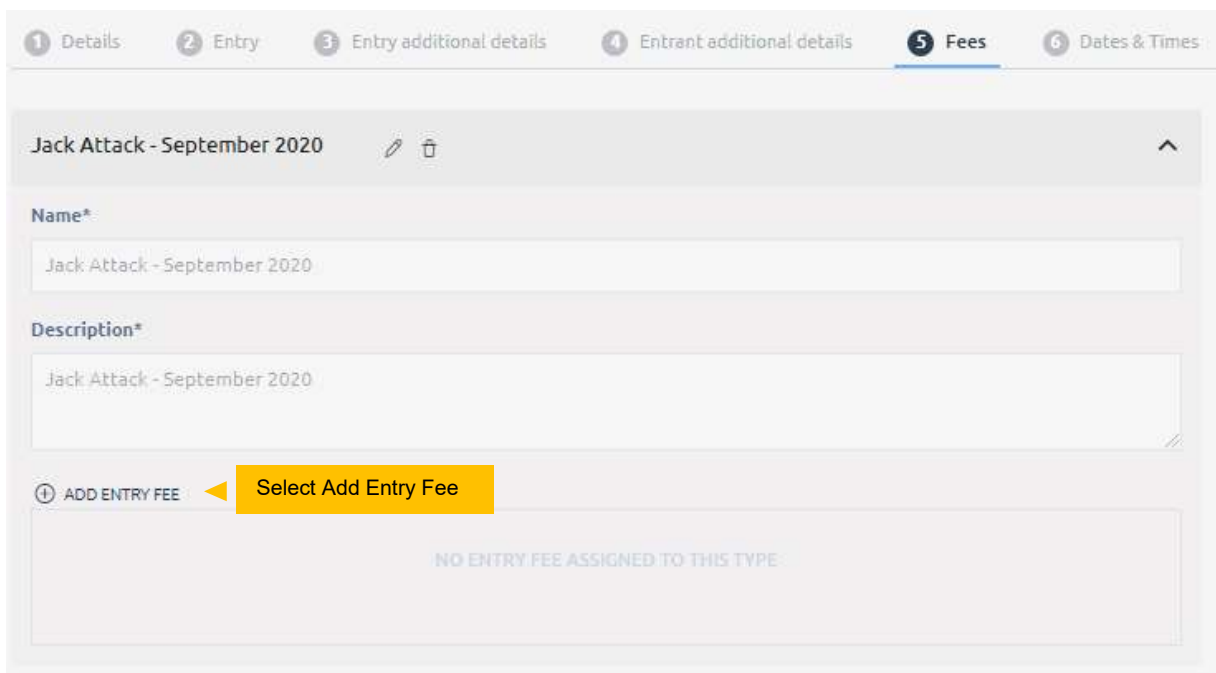 1 Details 2 Entry 3 Entry additional details 4 Entrant additional details 5 Fees 6 Dates & Times
Jack Attack - September 2020
Name*
Jack Attack - September 2020
Description*
Jack Attack - September 2020
ADD ENTRY FEE Select Add Entry Fee
NO ENTRY FEE ASSIGNED TO THIS TYPE